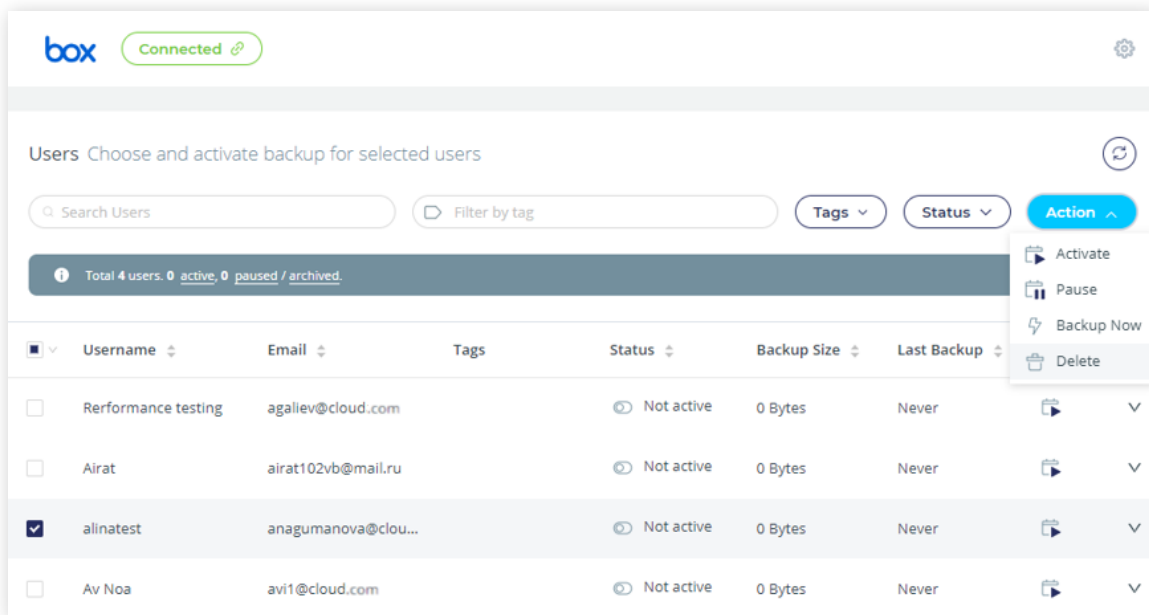 box Connected
Users Choose and activate backup for selected users
Search Users Filter by tag Tags Status Action
Activate
Total 4 users. 0 active, 0 paused / archived.
Pause
Backup Now
Username Email Tags Status Backup Size Last Backup
Delete
Rerformance testing agaliev@cloud.com Not active 0 Bytes Never
Airat airat102vb@mail.ru Not active 0 Bytes Never
alinatest anagumanova@clou... Not active 0 Bytes Never
Av Noa avi1@cloud.com Not active 0 Bytes Never